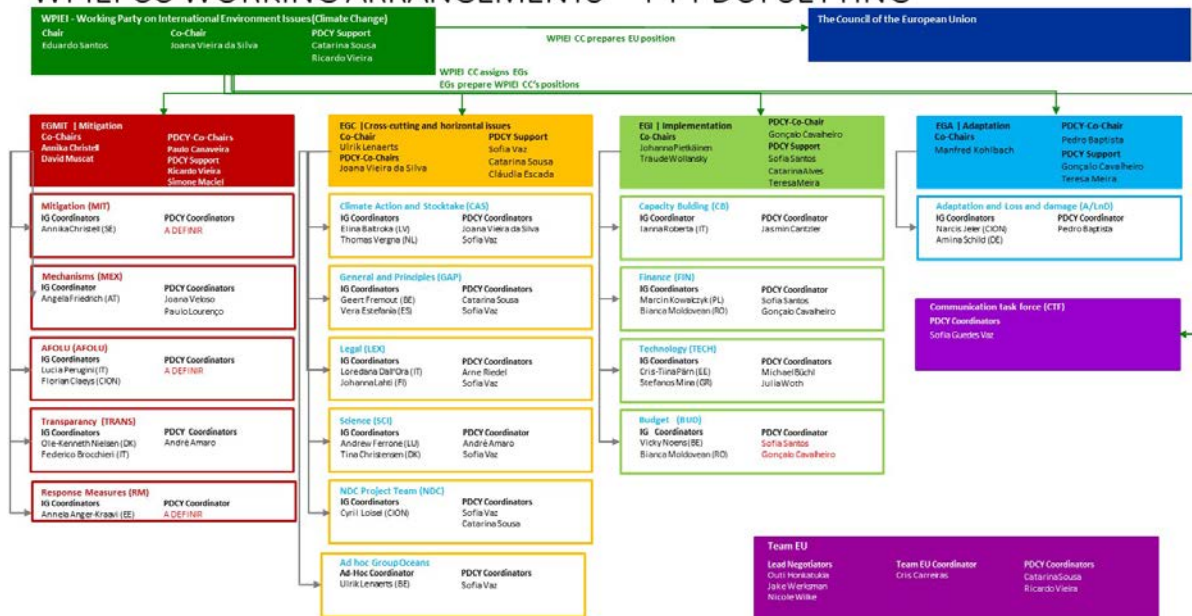 WPIEI CC WORKING ARRANGEMENTS
WPIEI - Working Party on International Environment Issues(Climate Change)
Chair
Eduardo Santos
Co-Chair
Joana Vieira da Silva
PDCY Support
Catarina Sousa
Ricardo Vieira
WPIEI CC prepares EU position
The Council of the European Union
WPIEI CC assigns EGs
EGs prepare WPIEI CC's positions
EGMIT | Mitigation
Co-Chairs
Annika Christell
David Muscat
PDCY-Co-Chairs
Paulo Canaveira
PDCY Support
Ricardo Vieira
Simone Maciel
Mitigation (MIT)
IG Coordinators
Annika Christell (SE)
PDCY Coordinators
A DEFINIR
Mechanisms (MEX)
IG Coordinator
Angela Friedrich (AT)
PDCY Coordinators
Joana Veloso
Paulo Lourenço
AFOLU (AFOLU)
IG Coordinators
Lucia Perugini (IT)
Florian Claeys (CION)
PDCY Coordinators
A DEFINIR
Transparency (TRANS)
IG Coordinators
Ole-Kenneth Nielsen (DK)
Federico Brocchieri (IT)
PDCY Coordinators
André Amaro
Response Measures (RM)
IG Coordinators
Annela Anger-Kraavi (EE)
PDCY Coordinator
A DEFINIR
EGC |Cross-cutting and horizontal issues
Co-Chair
Ulrik Lenaerts
PDCY-Co-Chairs
Joana Vieira da Silva
PDCY Support
Sofia Vaz
Catarina Sousa
Cláudia Escada
Climate Action and Stocktake (CAS)
IG Coordinators
Elina Baltroka (LV)
Thomas Vergna (NL)
PDCY Coordinators
Joana Vieira da Silva
Sofia Vaz
General and Principles (GAP)
IG Coordinators
Geert Fremout (BE)
Vera Estefania (ES)
PDCY Coordinators
Catarina Sousa
Sofia Vaz
Legal (LEX)
IG Coordinators
Loredana Dall'Ora (IT)
Johanna Lahti (FI)
PDCY Coordinators
Arne Riedel
Sofia Vaz
Science (SCI)
IG Coordinators
Andrew Ferrone (LU)
Tina Christensen (DK)
PDCY Coordinator
André Amaro
Sofia Vaz
NDC Project Team (NDC)
IG Coordinators
Cyril Loisel (CION)
PDCY Coordinators
Sofia Vaz
Catarina Sousa
Ad hoc Group Oceans
Ad-Hoc Coordinator
Ulrik Lenaerts (BE)
PDCY Coordinators
Sofia Vaz
EGI | Implementation
Co-Chairs
Johanna Pietikäinen
Traude Wollansky
PDCY-Co-Chair
Gonçalo Cavalheiro
PDCY Support
Sofia Santos
Catarina Alves
Teresa Meira
Capacity Bulding (CB)
IG Coordinator
Ianna Roberta (IT)
PDCY Coordinator
Jasmin Cantzler
Finance (FIN)
IG Coordinators
Marcin Kowalczyk (PL)
Bianca Moldovean (RO)
PDCY Coordinator
Sofia Santos
Gonçalo Cavalheiro
Technology (TECH)
IG Coordinators
Cris-Tiina Pärn (EE)
Stefanos Mina (GR)
PDCY Coordinators
Michael Büchl
Julia Woth
Budget (BUD)
IG Coordinators
Vicky Noens (BE)
Bianca Moldovean (RO)
PDCY Coordinator
Sofia Santos
Gonçalo Cavalheiro
EGA | Adaptation
Co-Chairs
Manfred Kohlbach
PDCY-Co-Chair
Pedro Baptista
PDCY Support
Gonçalo Cavalheiro
Teresa Meira
Adaptation and Loss and damage (A/LnD)
IG Coordinators
Narcis Jeler (CION)
Amina Schild (DE)
PDCY Coordinator
Pedro Baptista
Communication task force (CTF)
PDCY Coordinators
Sofia Guedes Vaz
Team EU
Lead Negotiators
Outi Honkatukia
Jake Werksman
Nicole Wilke
Team EU Coordinator
Cris Carreiras
PDCY Coordinators
Catarina Sousa
Ricardo Vieira